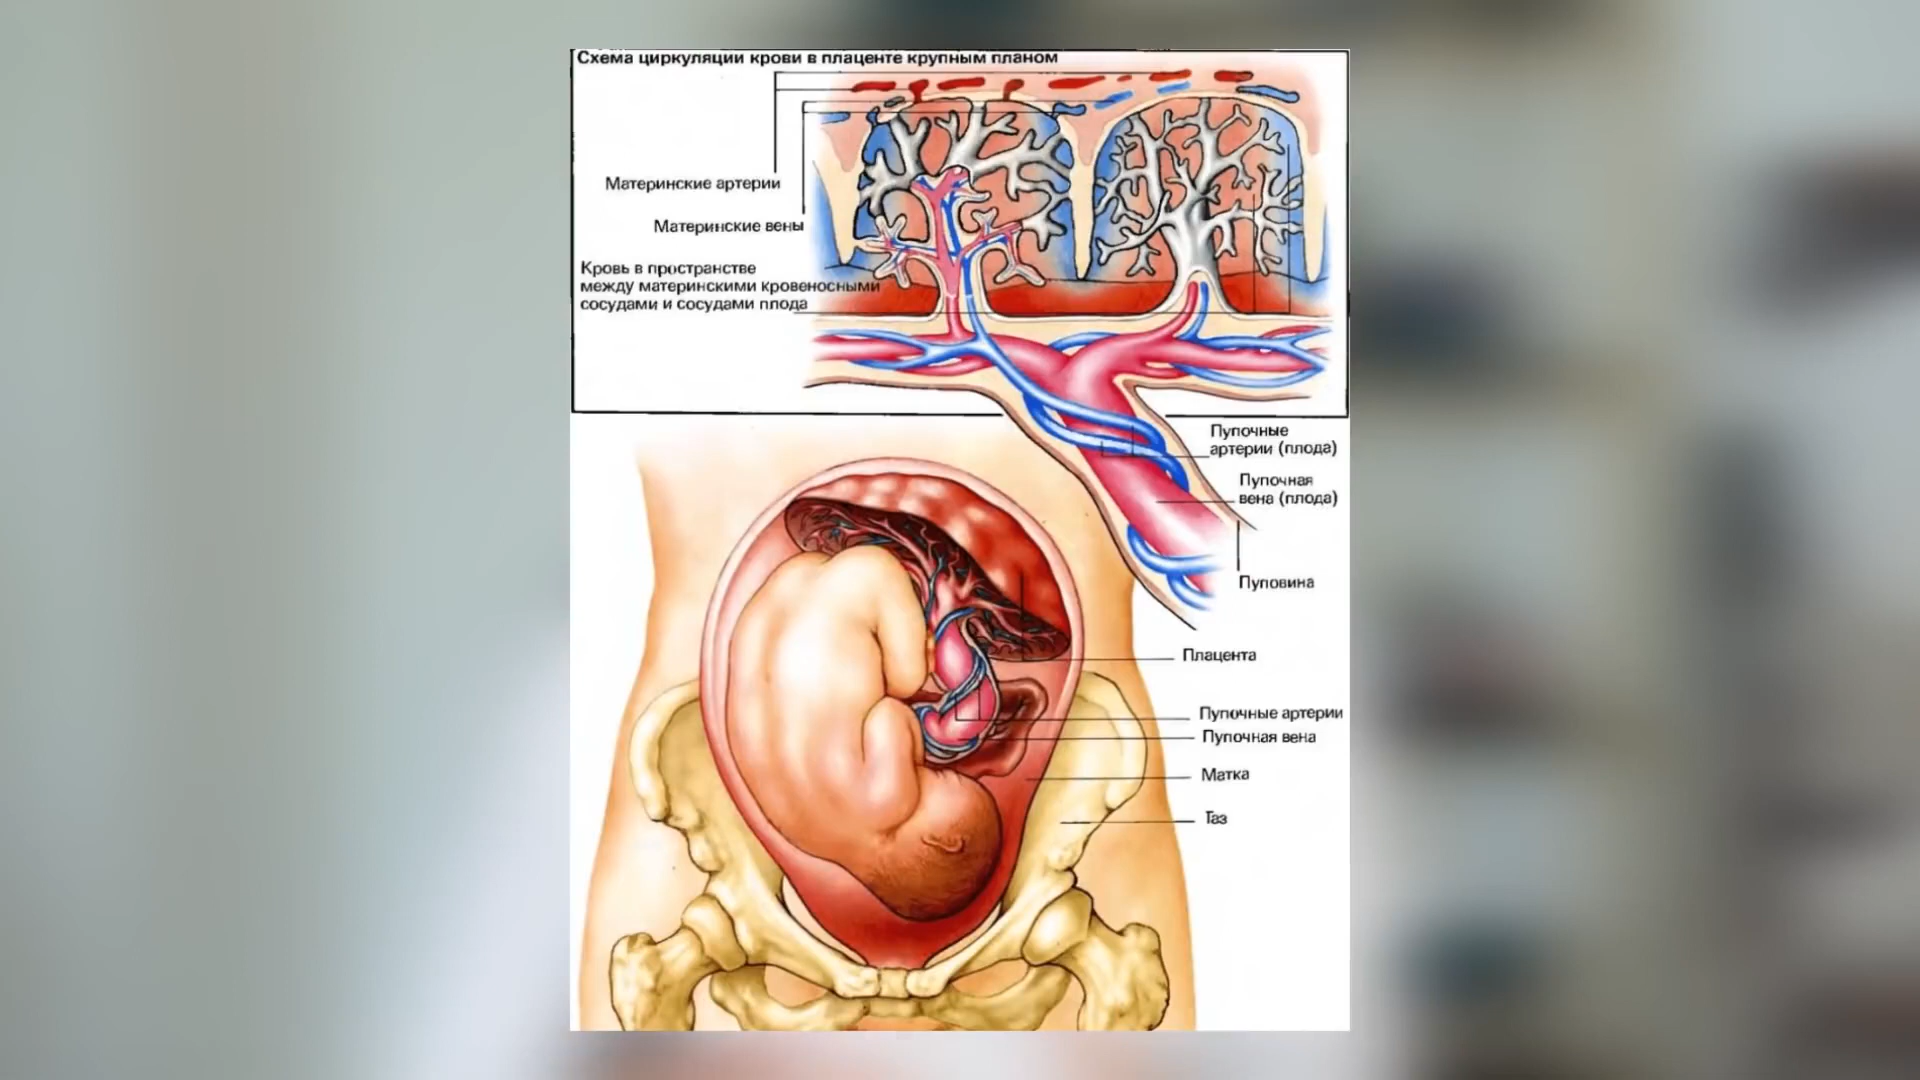 Схема циркуляции крови в плаценте крупным планом
Материнские артерии
Материнские вены
Кровь в пространстве
между материнскими кровеносными
сосудами и сосудами плода
Пупочные
артерии (плода)
Пупочная
вена (плода)
Пуповина
Плацента
Пупочные артерии
Пупочная вена
Матка
Таз